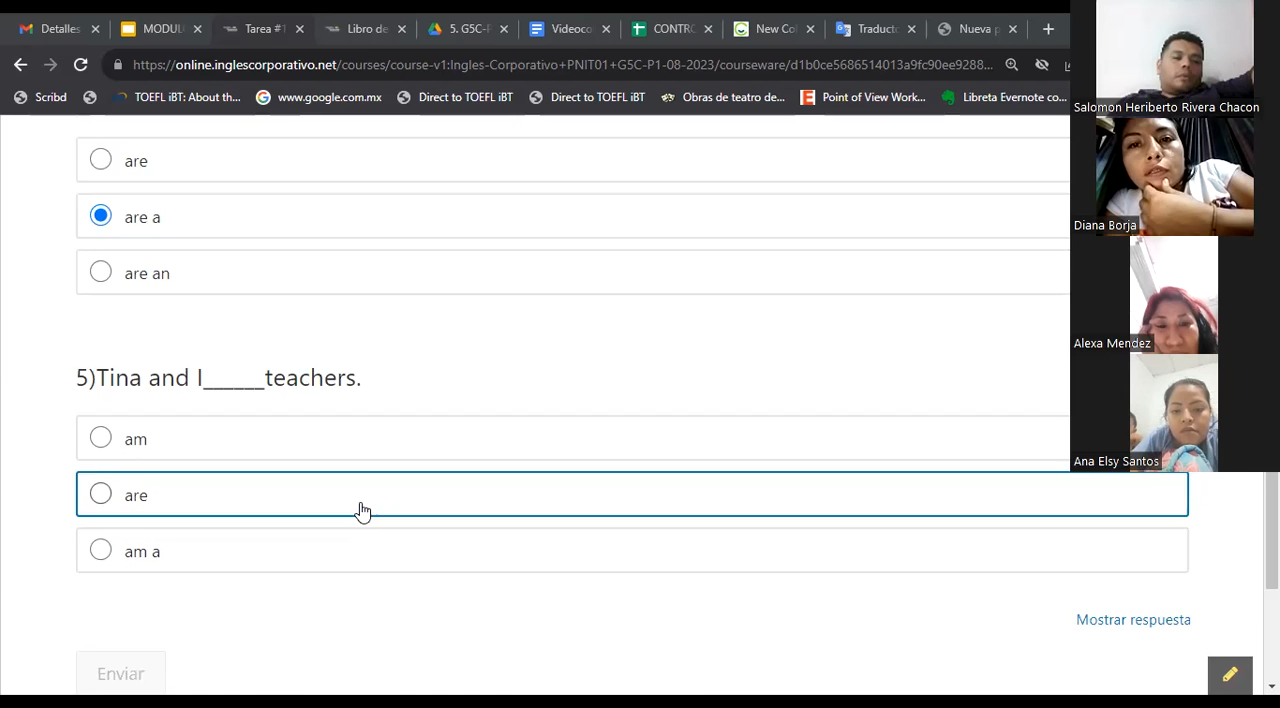 Detalles
MODUL
Tarea #1
Libro de
5. G5C-P
Videoco
CONTRO
New Co
Traducto
Nueva p
https://online.inglescorporativo.net/courses/course-v1:Ingles-Corporativo+PNIT01+G5C-P1-08-2023/courseware/d1b0ce5686514013a9fc90ee9288...
Scribd
TOEFL iBT: About th...
www.google.com.mx
Direct to TOEFL iBT
Direct to TOEFL iBT
Obras de teatro de...
Point of View Work...
Libreta Evernote co...
are
are a
are an
5)Tina and I______teachers.
am
are
am a
Mostrar respuesta
Enviar
Salomon Heriberto Rivera Chacon
Diana Borja
Alexa Mendez
Ana Elsy Santos